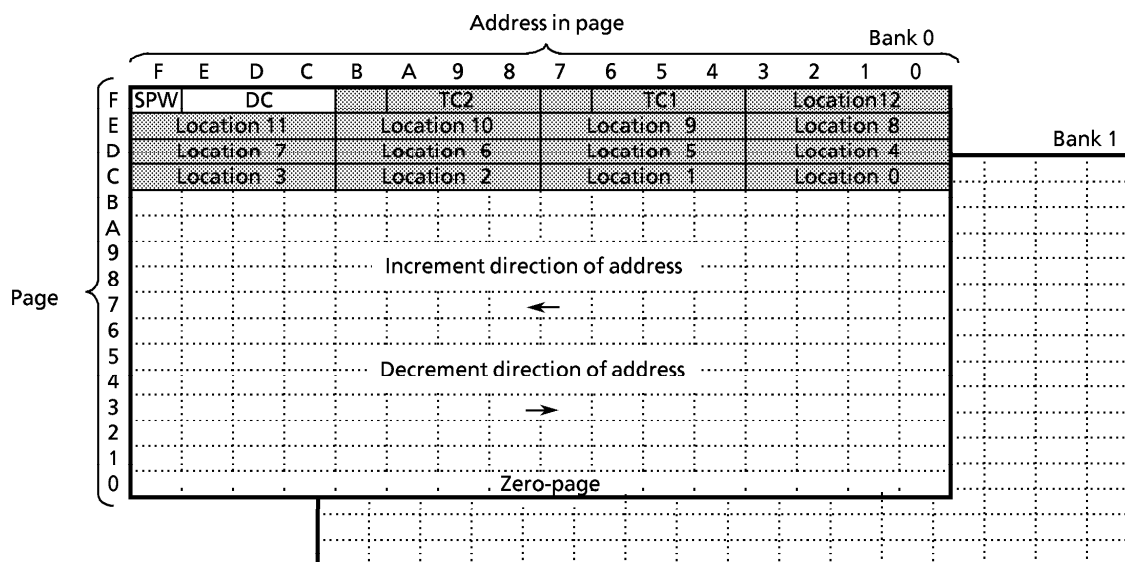 Address in page
Bank 0
F E D C B A 9 8 7 6 5 4 3 2 1 0
F SPW DC TC2 TC1 Location 12
E Location 11 Location 10 Location 9 Location 8
Bank 1
D Location 7 Location 6 Location 5 Location 4
C Location 3 Location 2 Location 1 Location 0
B
A
9
Increment direction of address
8
Page
7
6
5
Decrement direction of address
4
3
2
1
0 Zero-page